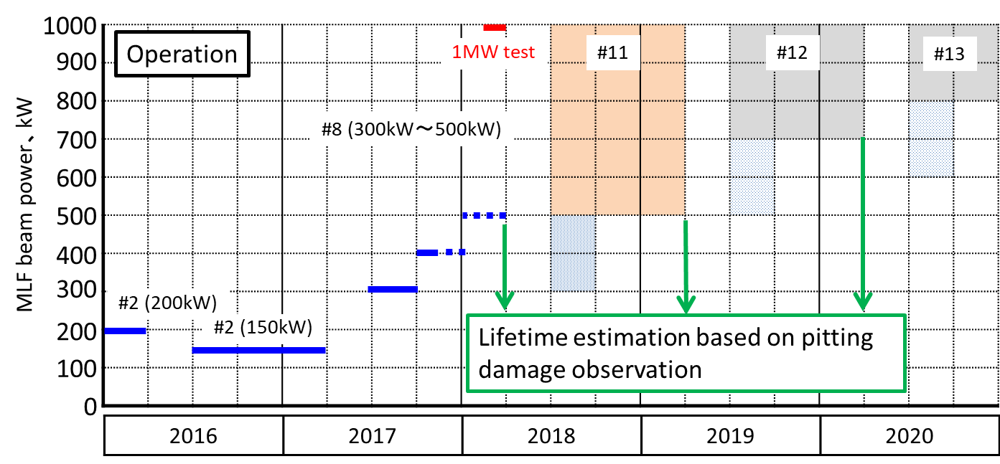 1000
Operation
1MW test
#11
#12
#13
900
800
#8 (300kW～500kW)
700
600
500
400
300
#2 (200kW)
#2 (150kW)
200
100
0
MLF beam power、kW
Lifetime estimation based on pitting
damage observation
2016
2017
2018
2019
2020